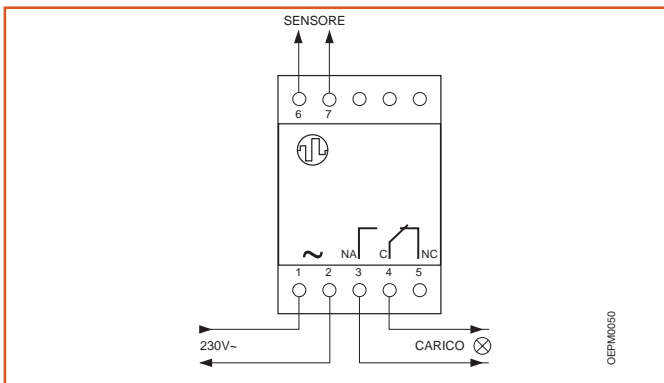 SENSORE
6 7
~
NA C NC
1 2 3 4 5
230V~ CARICO
OEPM0050